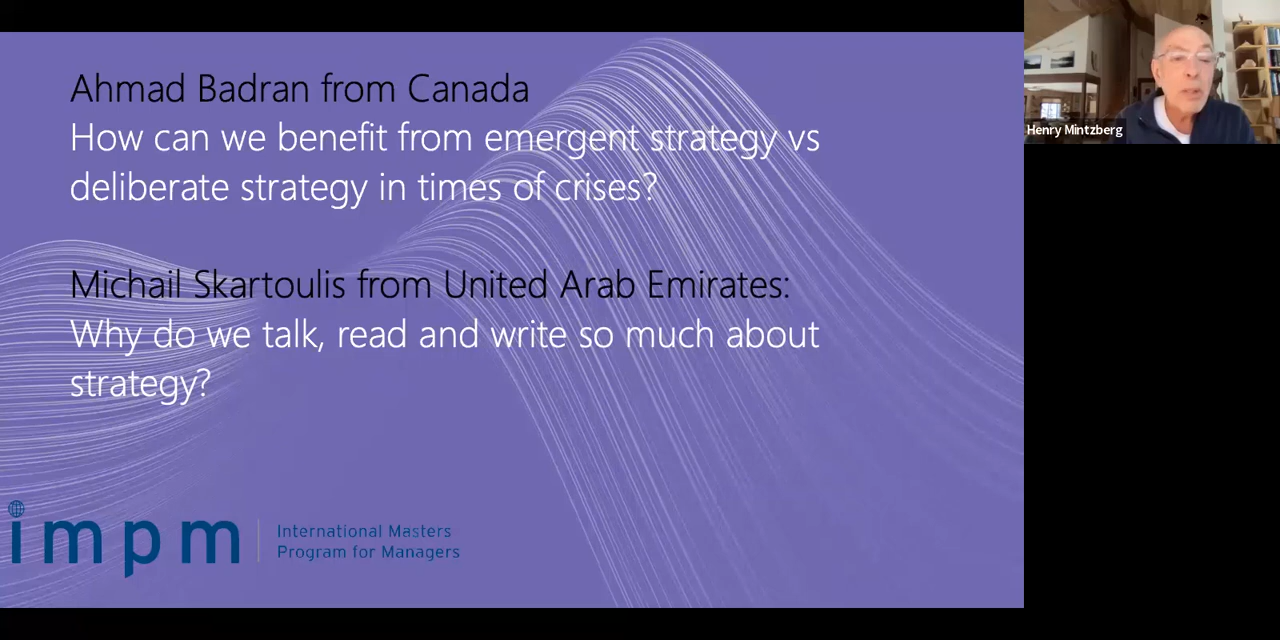 Ahmad Badran from Canada
How can we benefit from emergent strategy vs
deliberate strategy in times of crises?
Michail Skartoulis from United Arab Emirates:
Why do we talk, read and write so much about
strategy?
impm
International Masters
Program for Managers
Henry Mintzberg